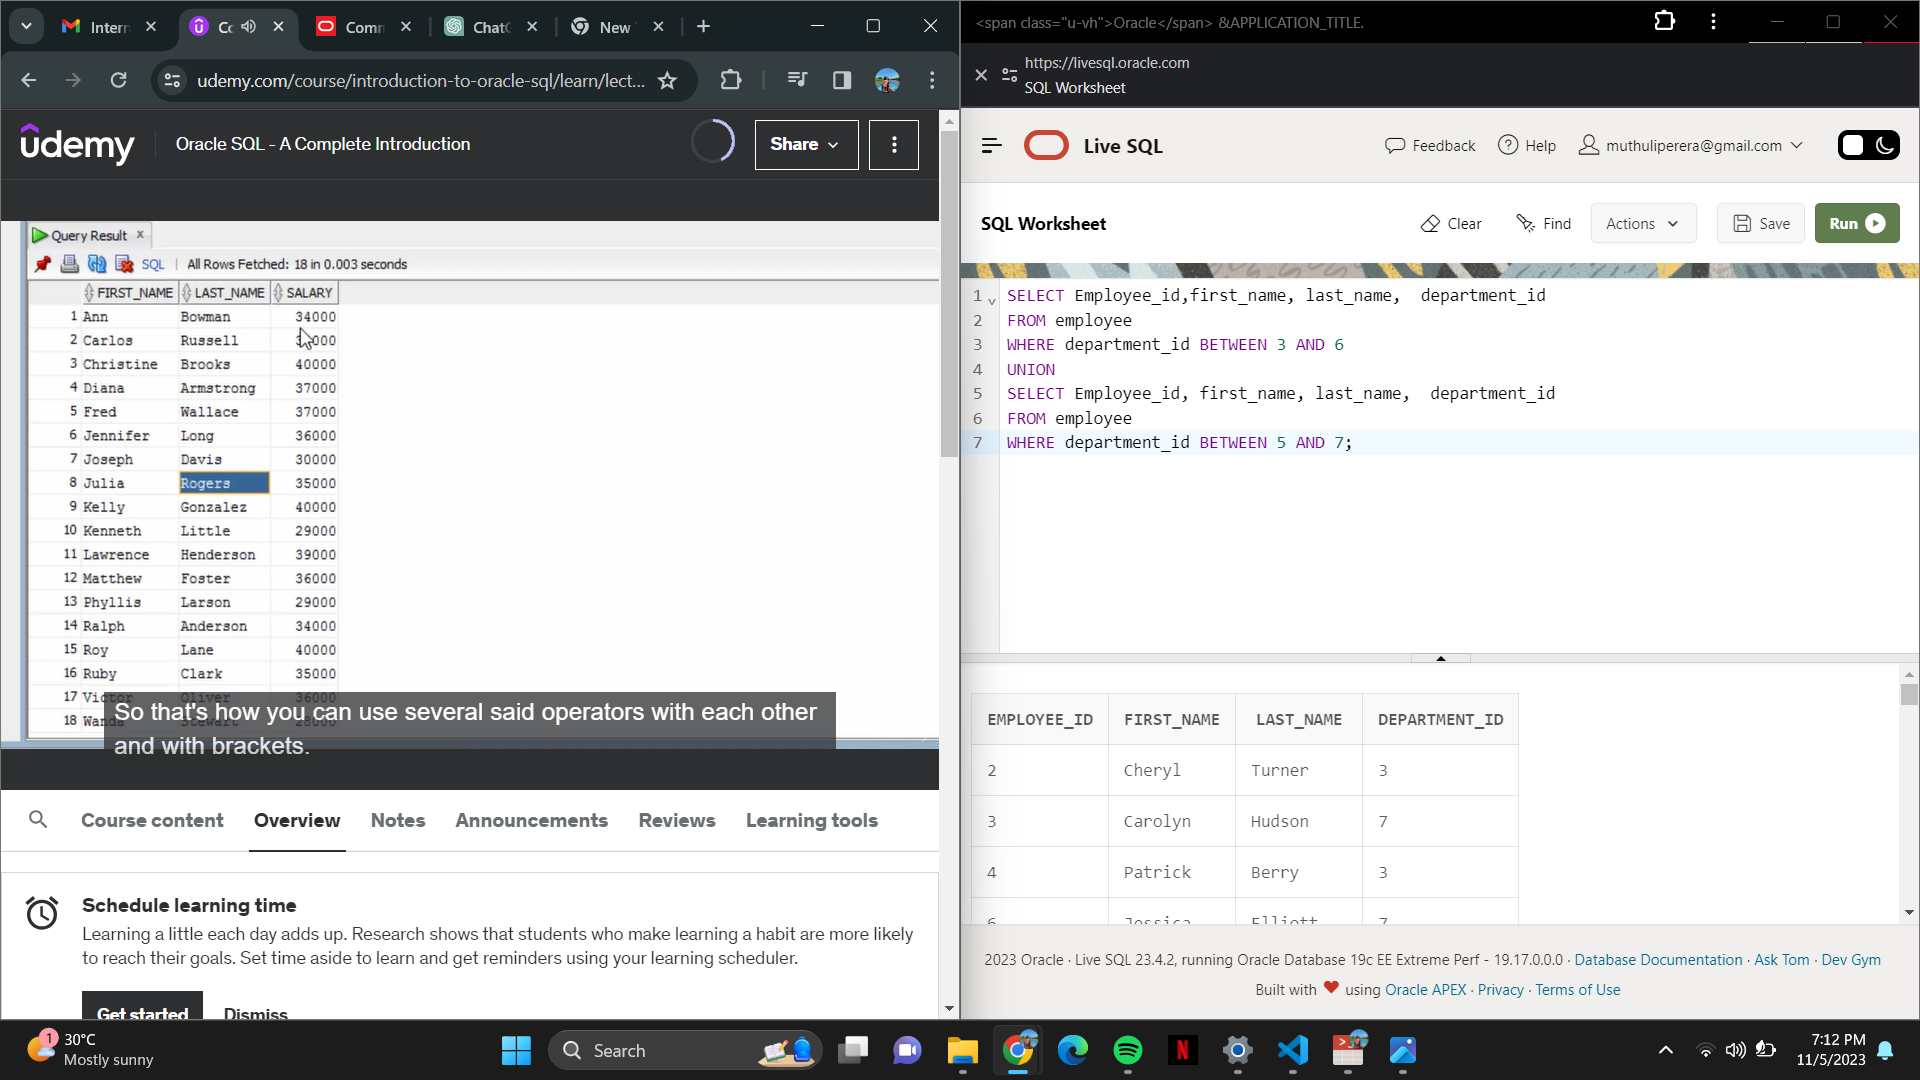 Intern
Co
Comm
ChatG
New
udemy.com/course/introduction-to-oracle-sql/learn/lect...
udemy
Oracle SQL - A Complete Introduction
Share
Query Result x
SQL | All Rows Fetched: 18 in 0.003 seconds
FIRST_NAME LAST_NAME SALARY
1 Ann Bowman 34000
2 Carlos Russell
3 Christine Brooks 40000
4 Diana Armstrong 37000
5 Fred Wallace 37000
6 Jennifer Long 36000
7 Joseph Davis 30000
8 Julia Rogers 35000
9 Kelly Gonzalez 40000
10 Kenneth Little 29000
11 Lawrence Henderson 39000
12 Matthew Foster 36000
13 Phyllis Larson 29000
14 Ralph Anderson 34000
15 Roy Lane 40000
16 Ruby Clark 35000
17 Victor Oliver 36000
18 Wanda Stewart
So that's how you can use several said operators with each other
and with brackets.
Course content Overview Notes Announcements Reviews Learning tools
Schedule learning time
Learning a little each day adds up. Research shows that students who make learning a habit are more likely
to reach their goals. Set time aside to learn and get reminders using your learning scheduler.
Get started Dismiss
<span class="u-vh">Oracle</span> &APPLICATION_TITLE.
https://livesql.oracle.com
SQL Worksheet
Live SQL
Feedback Help muthuliperera@gmail.com
SQL Worksheet
Clear Find Actions Save Run
1 SELECT Employee_id,first_name, last_name, department_id
2 FROM employee
3 WHERE department_id BETWEEN 3 AND 6
4 UNION
5 SELECT Employee_id, first_name, last_name, department_id
6 FROM employee
7 WHERE department_id BETWEEN 5 AND 7;
EMPLOYEE_ID FIRST_NAME LAST_NAME DEPARTMENT_ID
2 Cheryl Turner 3
3 Carolyn Hudson 7
4 Patrick Berry 3
6 Jessica Elliott 7
2023 Oracle · Live SQL 23.4.2, running Oracle Database 19c EE Extreme Perf - 19.17.0.0.0 · Database Documentation · Ask Tom · Dev Gym
Built with ❤ using Oracle APEX · Privacy · Terms of Use
1
30°C
Mostly sunny
Search
7:12 PM
11/5/2023